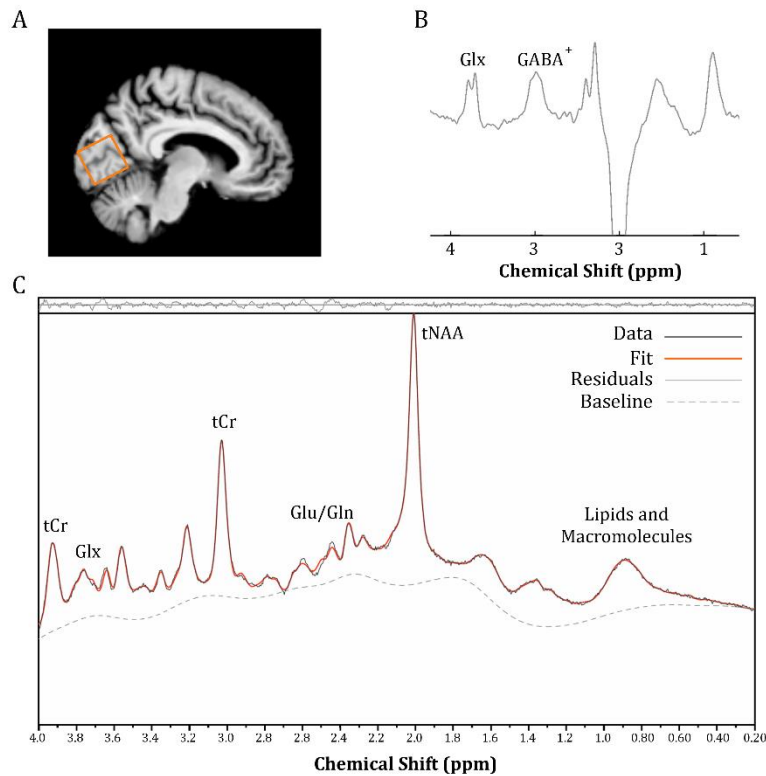 A
B
Glx
GABA+
4 3 3 1
Chemical Shift (ppm)
C
tNAA
Data
Fit
Residuals
Baseline
tCr
tCr
Glx
Glu/Gln
Lipids and
Macromolecules
4.0 3.8 3.6 3.4 3.2 3.0 2.8 2.6 2.4 2.2 2.0 1.8 1.6 1.4 1.2 1.0 0.80 0.60 0.40 0.20
Chemical Shift (ppm)